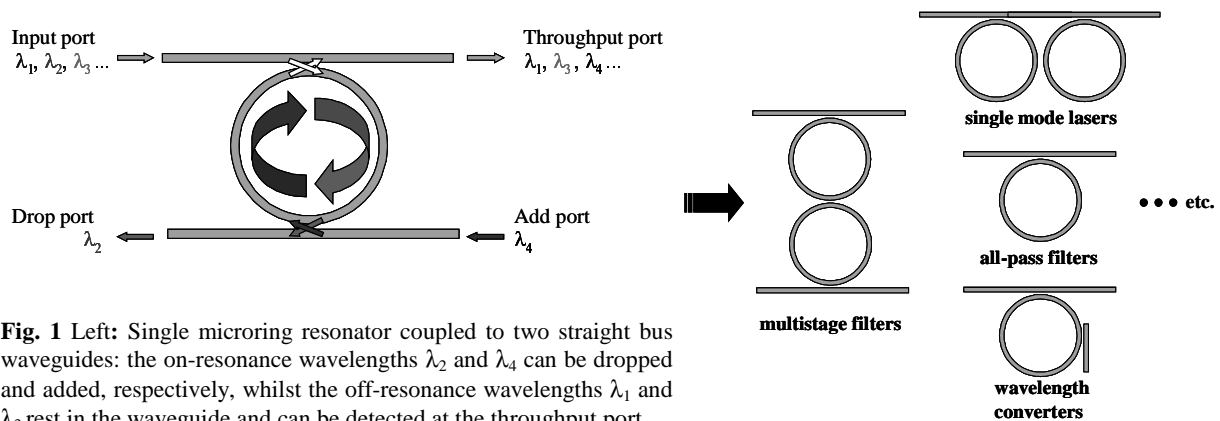 Input port
λ1, λ2, λ3 ...
Throughput port
λ1, λ3, λ4 ...
Drop port
λ2
Add port
λ4
single mode lasers
multistage filters
all-pass filters
••• etc.
wavelength
converters
Fig. 1 Left: Single microring resonator coupled to two straight bus
waveguides: the on-resonance wavelengths λ2 and λ4 can be dropped
and added, respectively, whilst the off-resonance wavelengths λ1 and
rest in the waveguide and can be detected at the throughput port